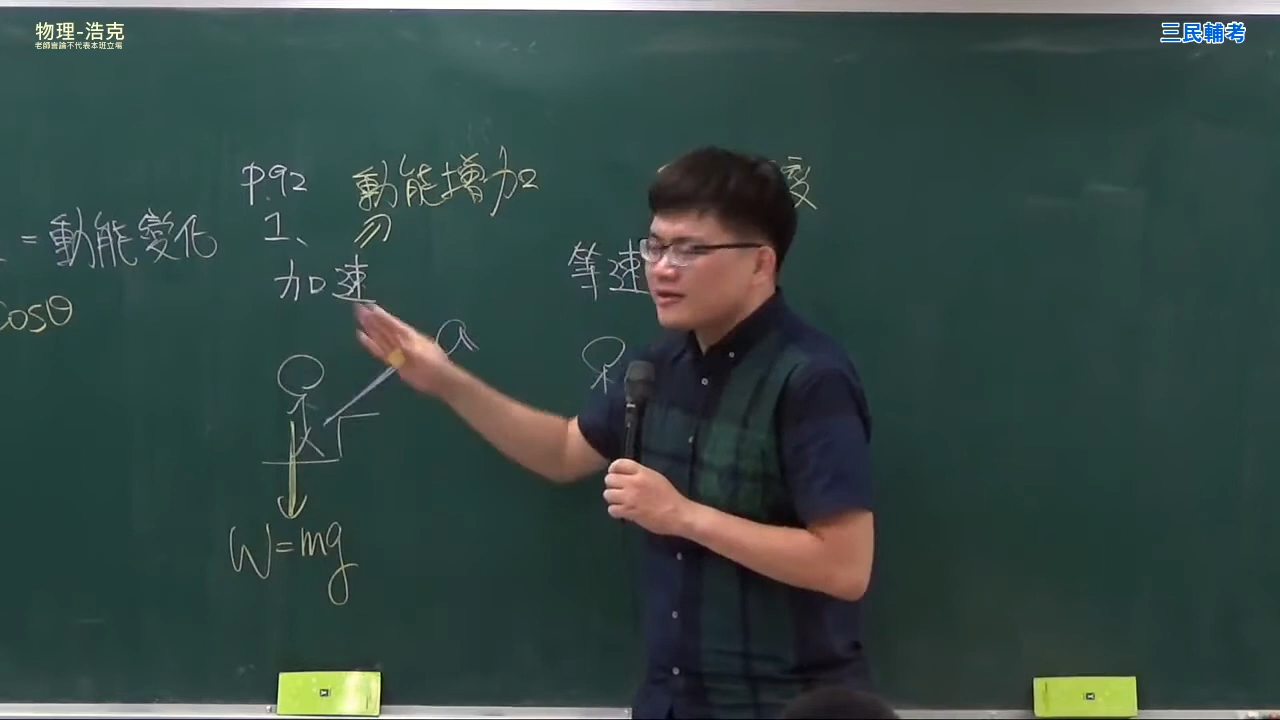 物理-浩克
老師言論不代表本班立場
三民輔考
= 動能變化
cosθ
P.92
1、
動能增加
加速
a
W=mg
等速